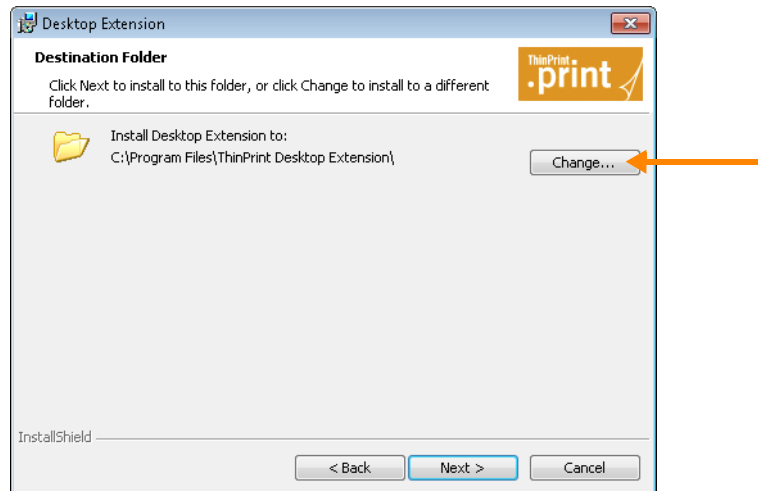 Desktop Extension
Destination Folder
Click Next to install to this folder, or click Change to install to a different
folder.
ThinPrint
.print
Install Desktop Extension to:
C:\Program Files\ThinPrint Desktop Extension\
Change...
InstallShield
< Back
Next >
Cancel